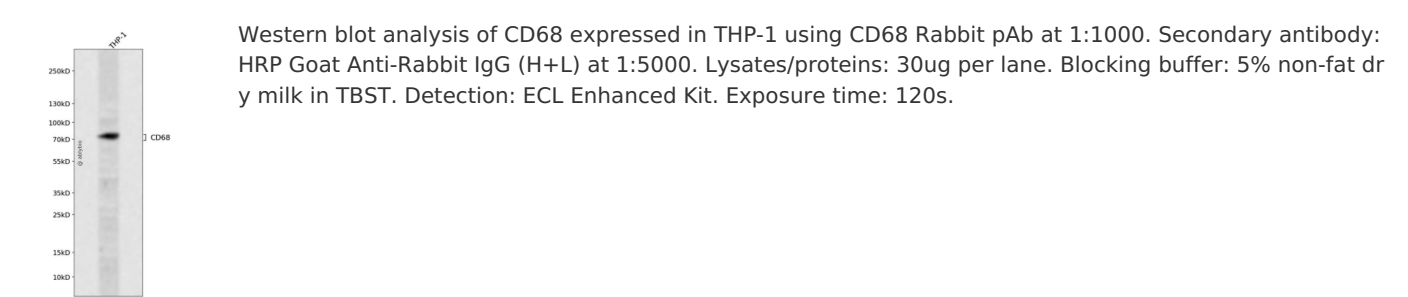 THP-1
Western blot analysis of CD68 expressed in THP-1 using CD68 Rabbit pAb at 1:1000. Secondary antibody:
HRP Goat Anti-Rabbit IgG (H+L) at 1:5000. Lysates/proteins: 30ug per lane. Blocking buffer: 5% non-fat dr
y milk in TBST. Detection: ECL Enhanced Kit. Exposure time: 120s.
250kD
130kD
100kD
70kD
CD68
55kD
35kD
25kD
15kD
10kD